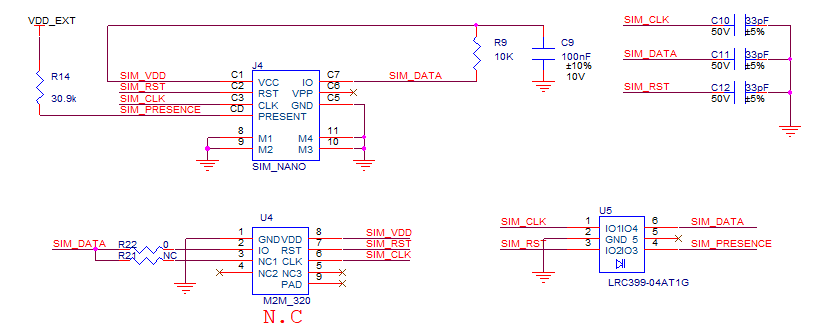 VDD_EXT
R14
30.9k
SIM_VDD
SIM_RST
SIM_CLK
SIM_PRESENCE
J4
C1
C2
C3
CD
VCC
RST
CLK
PRESENT
IO
VPP
GND
C7
C6
C5
SIM_DATA
8
9
M1
M2
M4
M3
11
10
SIM_NANO
R9
10K
C9
100nF
±10%
10V
SIM_CLK
C10
33pF
50V
±5%
SIM_DATA
C11
33pF
50V
±5%
SIM_RST
C12
33pF
50V
±5%
SIM_DATA
R22
0
R21
NC
U4
1
2
3
4
GND
IO
NC1
NC2
VDD
RST
CLK
NC3
PAD
8
7
6
5
9
SIM_VDD
SIM_RST
SIM_CLK
M2M_320
N.C
U5
SIM_CLK
SIM_RST
1
2
3
IO1
GND
IO2
IO4
5
IO3
6
5
4
SIM_DATA
SIM_PRESENCE
LRC399-04AT1G